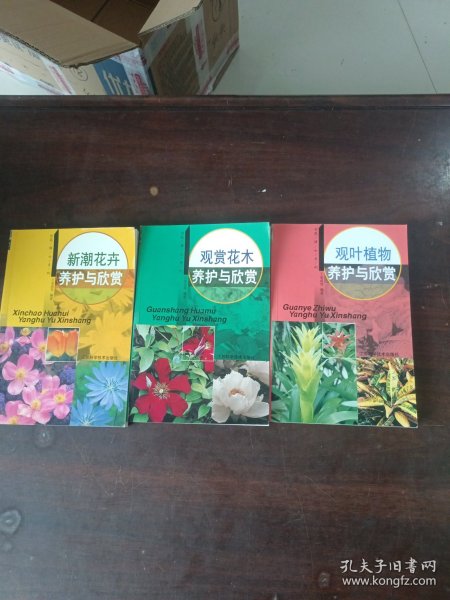 新潮花卉
养护与欣赏
Xinchao Huahui
Yanghu Yu Xinshang
观赏花木
养护与欣赏
Guanshang Huamu
Yanghu Yu Xinshang
观叶植物
养护与欣赏
Guanye Zhiwu
Yanghu Yu Xinshang
孔夫子旧书网
www.kongfz.com